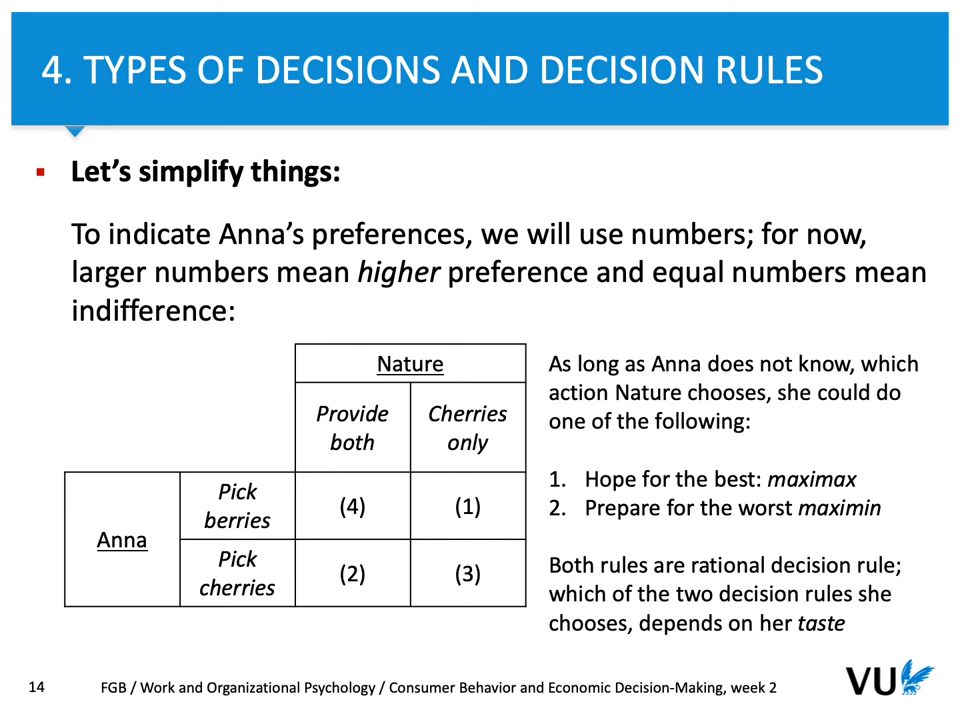 4. TYPES OF DECISIONS AND DECISION RULES
Let's simplify things:
To indicate Anna's preferences, we will use numbers; for now,
larger numbers mean higher preference and equal numbers mean
indifference:
Nature
Provide both
Cherries only
Anna
Pick berries
(4)
(1)
Pick cherries
(2)
(3)
As long as Anna does not know, which
action Nature chooses, she could do
one of the following:
1. Hope for the best: maximax
2. Prepare for the worst maximin
Both rules are rational decision rule;
which of the two decision rules she
chooses, depends on her taste
14
FGB / Work and Organizational Psychology / Consumer Behavior and Economic Decision-Making, week 2
VU